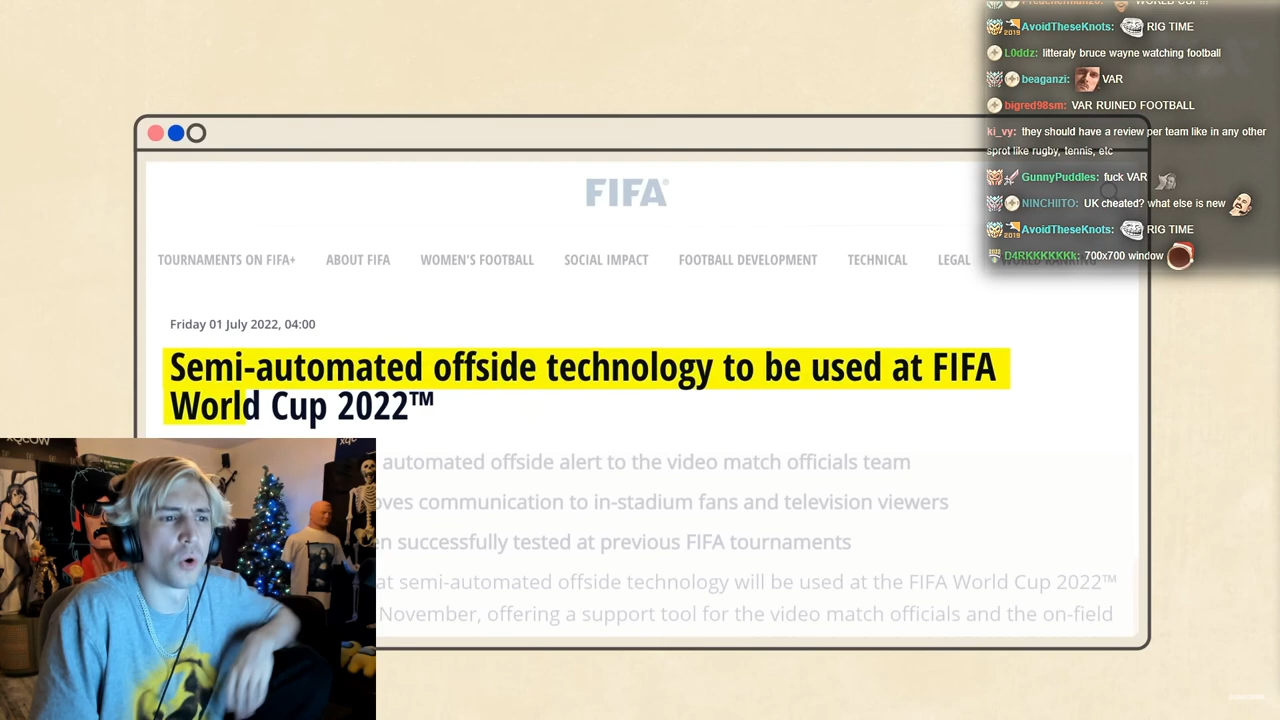 WORLD CUP!!!
AvoidTheseKnots: RIG TIME
L0ddz: litteraly bruce wayne watching football
beaganzi: VAR
bigred98sm: VAR RUINED FOOTBALL
ki_vy: they should have a review per team like in any other
sprot like rugby, tennis, etc
GunnyPuddles: fuck VAR
NINCHIITO: UK cheated? what else is new
AvoidTheseKnots: RIG TIME
D4RKKKKKKk: 700x700 window
FIFA®
TOURNAMENTS ON FIFA+ ABOUT FIFA WOMEN'S FOOTBALL SOCIAL IMPACT FOOTBALL DEVELOPMENT TECHNICAL LEGAL
Friday 01 July 2022, 04:00
Semi-automated offside technology to be used at FIFA
World Cup 2022™
automated offside alert to the video match officials team
oves communication to in-stadium fans and television viewers
en successfully tested at previous FIFA tournaments
at semi-automated offside technology will be used at the FIFA World Cup 2022™
November, offering a support tool for the video match officials and the on-field